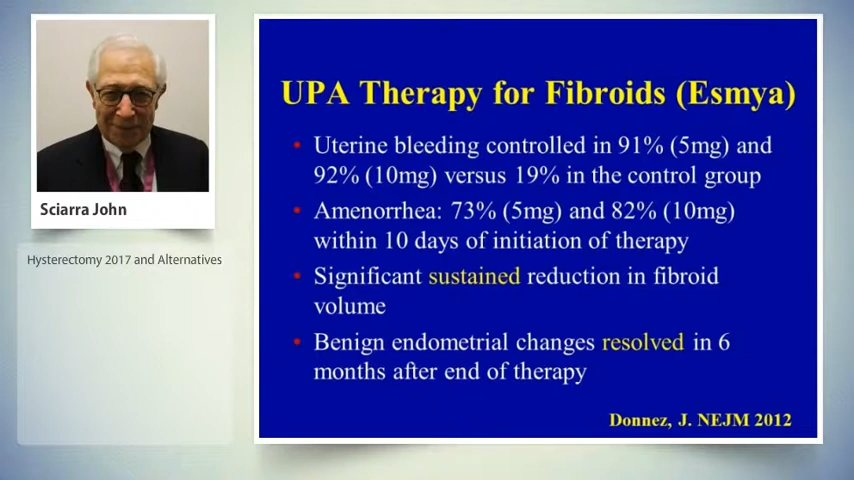 Sciarra John
Hysterectomy 2017 and Alternatives
UPA Therapy for Fibroids (Esmya)
• Uterine bleeding controlled in 91% (5mg) and
92% (10mg) versus 19% in the control group
• Amenorrhea: 73% (5mg) and 82% (10mg)
within 10 days of initiation of therapy
• Significant sustained reduction in fibroid
volume
• Benign endometrial changes resolved in 6
months after end of therapy
Donnez, J. NEJM 2012